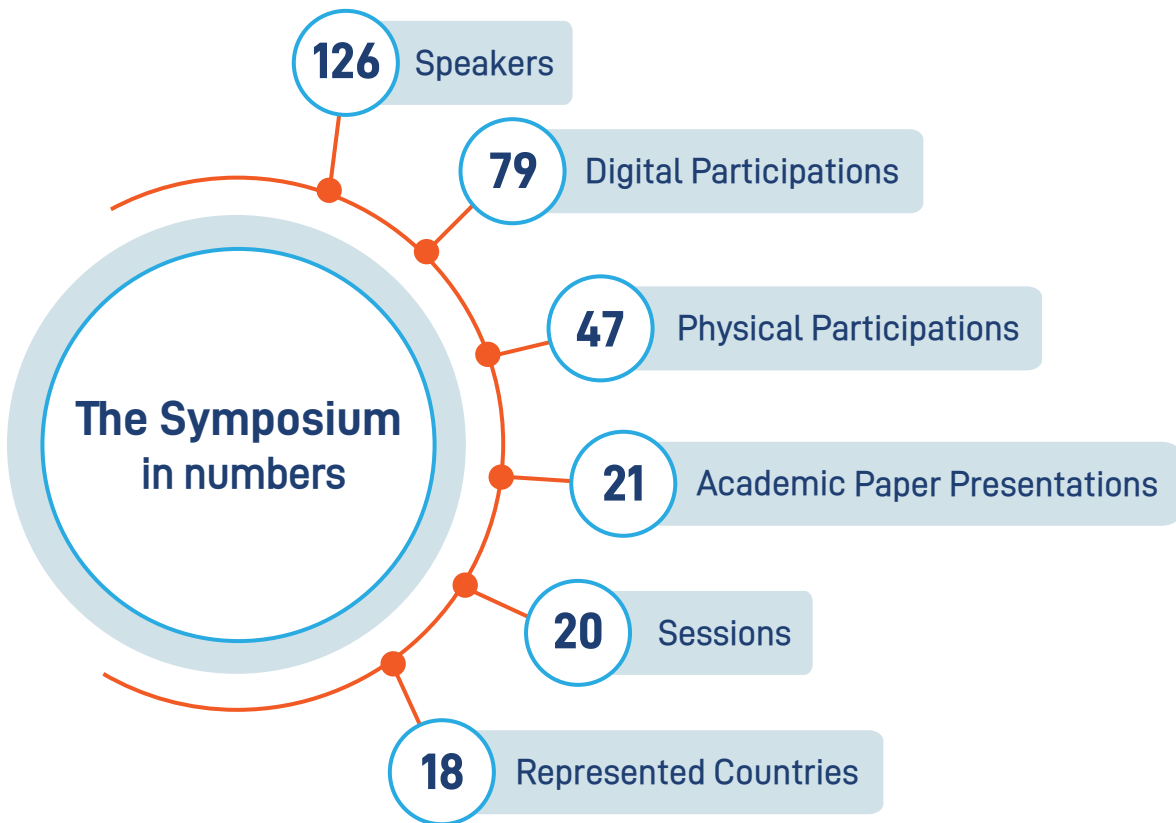 126 Speakers
79 Digital Participations
47 Physical Participations
The Symposium
in numbers
21 Academic Paper Presentations
20 Sessions
18 Represented Countries